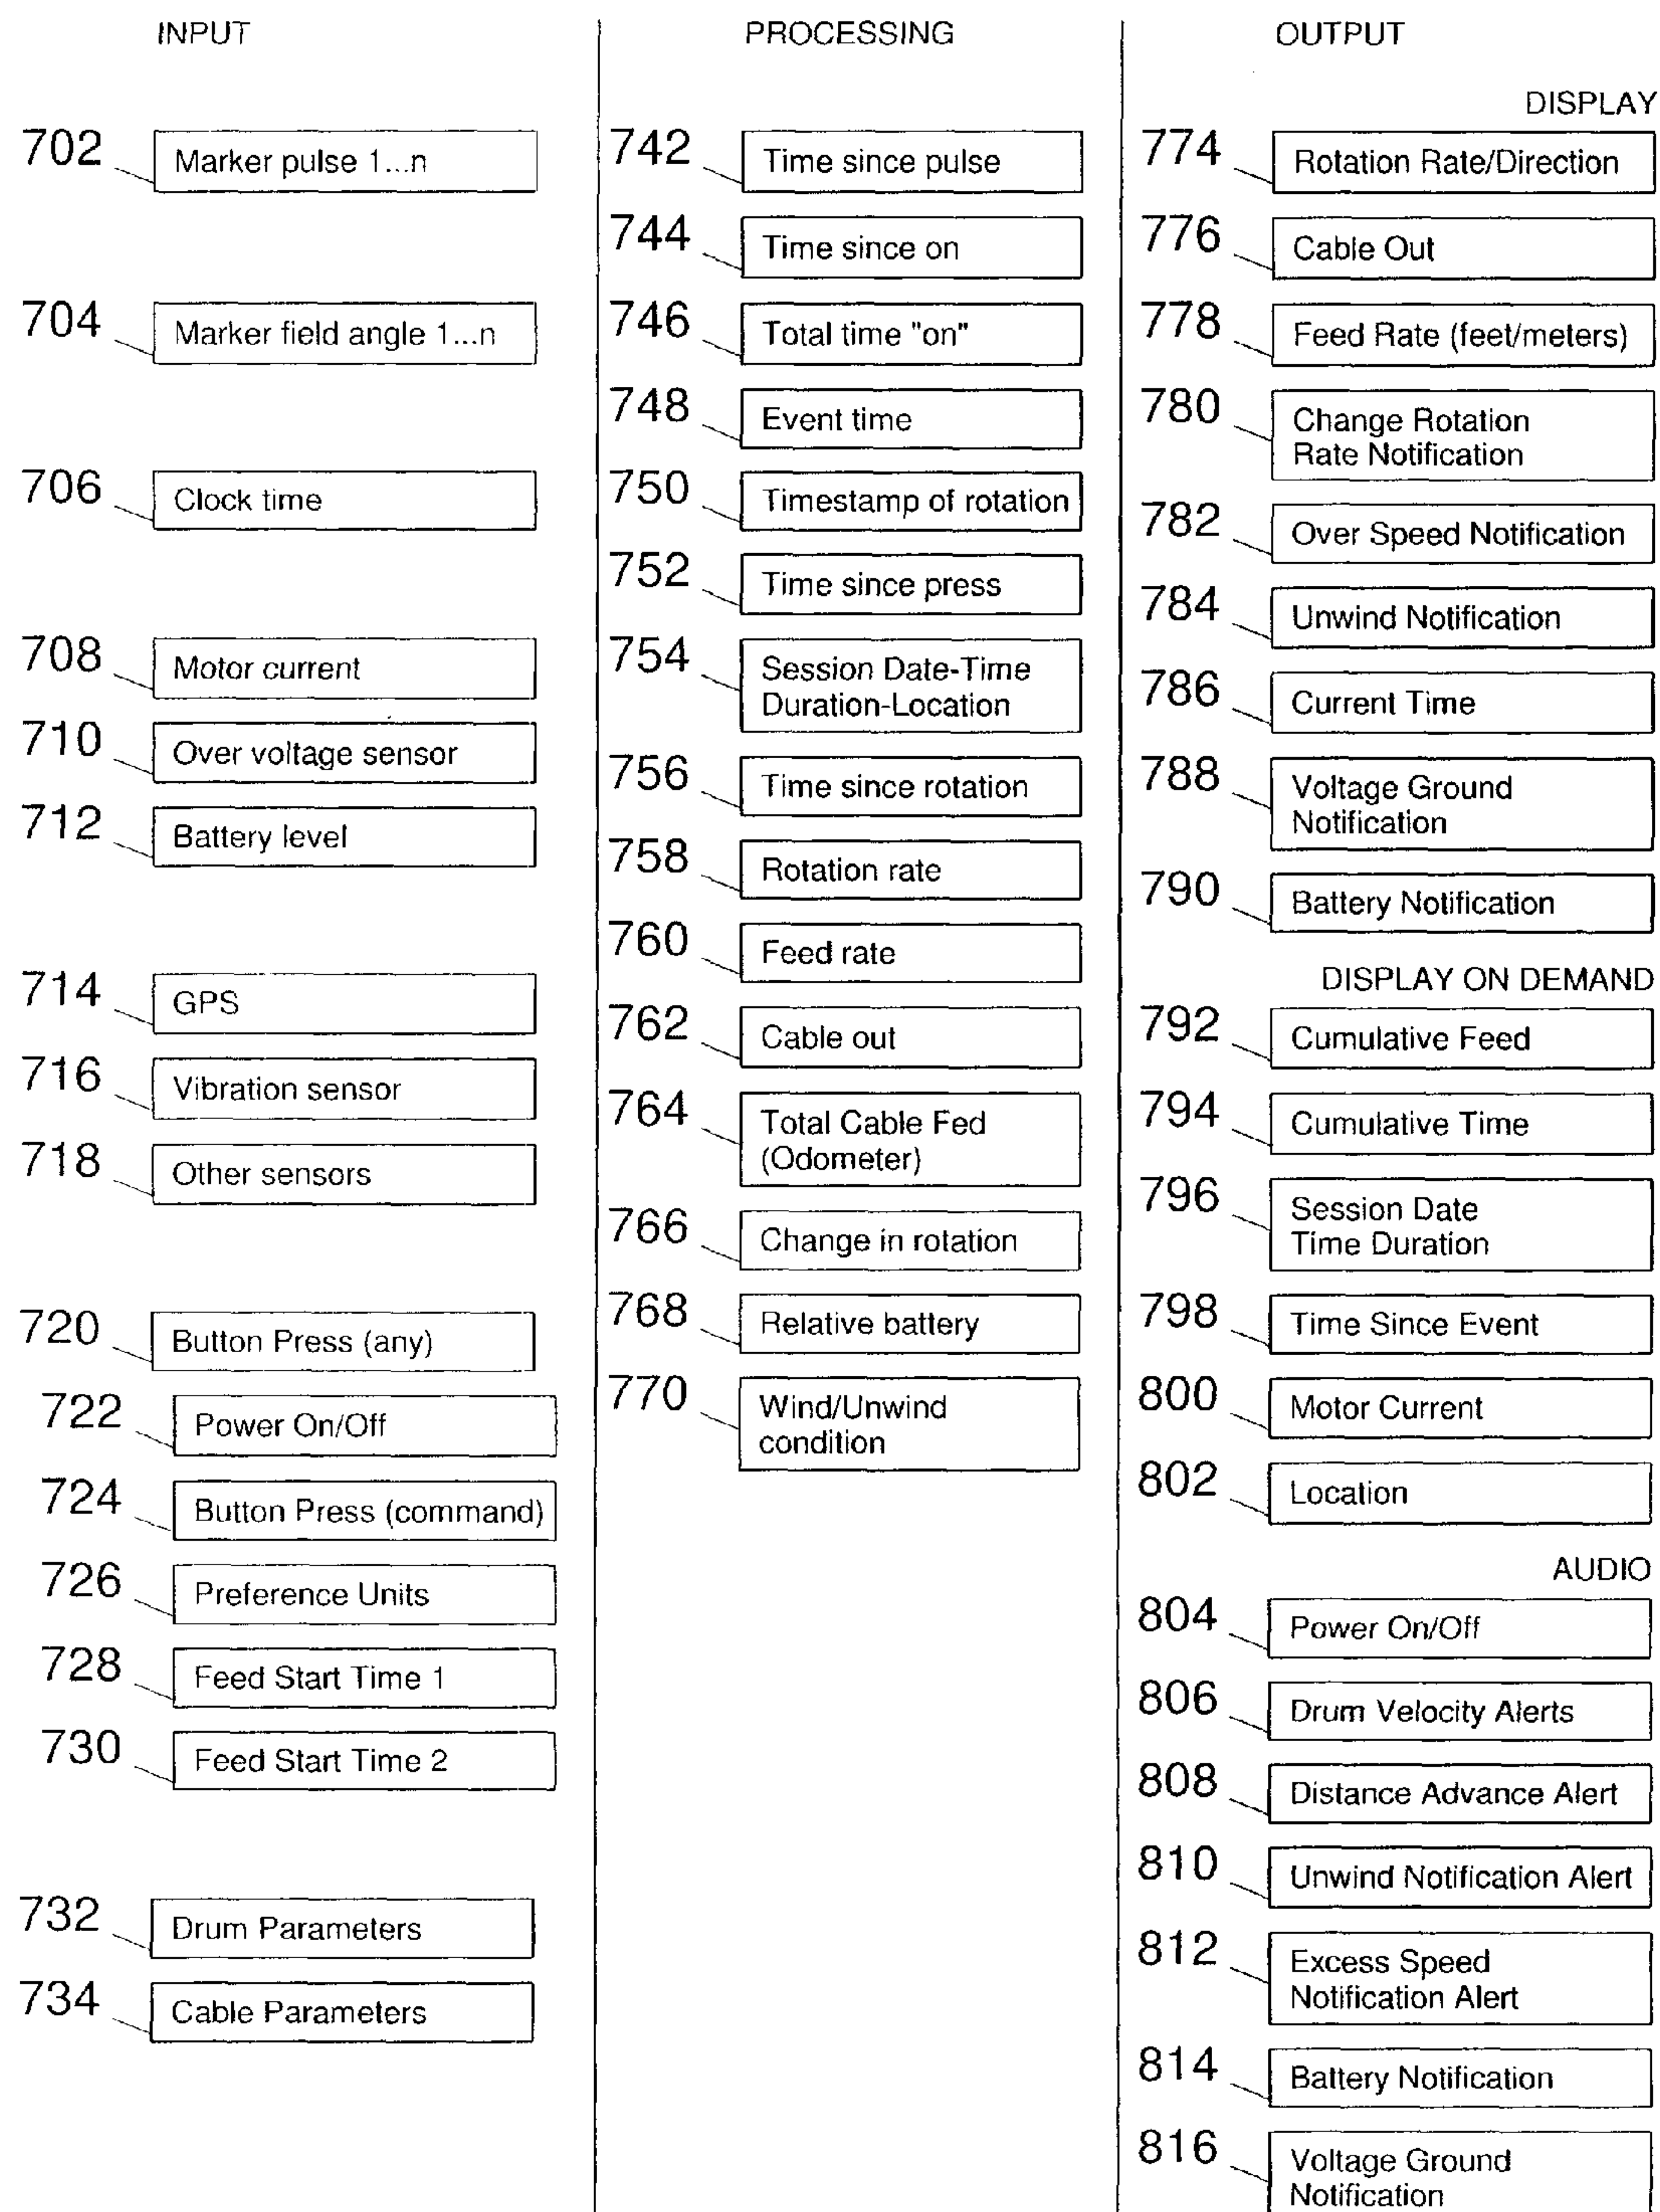 INPUT
702 Marker pulse 1...n
704 Marker field angle 1...n
706 Clock time
708 Motor current
710 Over voltage sensor
712 Battery level
714 GPS
716 Vibration sensor
718 Other sensors
720 Button Press (any)
722 Power On/Off
724 Button Press (command)
726 Preference Units
728 Feed Start Time 1
730 Feed Start Time 2
732 Drum Parameters
734 Cable Parameters
PROCESSING
742 Time since pulse
744 Time since on
746 Total time "on"
748 Event time
750 Timestamp of rotation
752 Time since press
754 Session Date-Time
Duration-Location
756 Time since rotation
758 Rotation rate
760 Feed rate
762 Cable out
764 Total Cable Fed
(Odometer)
766 Change in rotation
768 Relative battery
770 Wind/Unwind
condition
OUTPUT
DISPLAY
774 Rotation Rate/Direction
776 Cable Out
778 Feed Rate (feet/meters)
780 Change Rotation
Rate Notification
782 Over Speed Notification
784 Unwind Notification
786 Current Time
788 Voltage Ground
Notification
790 Battery Notification
DISPLAY ON DEMAND
792 Cumulative Feed
794 Cumulative Time
796 Session Date
Time Duration
798 Time Since Event
800 Motor Current
802 Location
AUDIO
804 Power On/Off
806 Drum Velocity Alerts
808 Distance Advance Alert
810 Unwind Notification Alert
812 Excess Speed
Notification Alert
814 Battery Notification
816 Voltage Ground
Notification